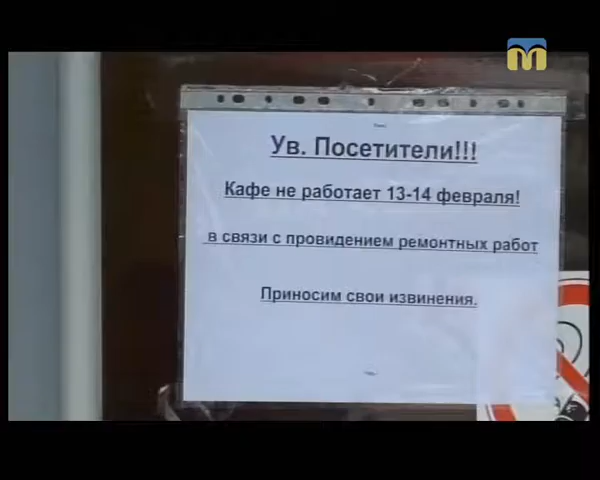 Ув. Посетители!!!
Кафе не работает 13-14 февраля!
в связи с провидением ремонтных работ
Приносим свои извинения.